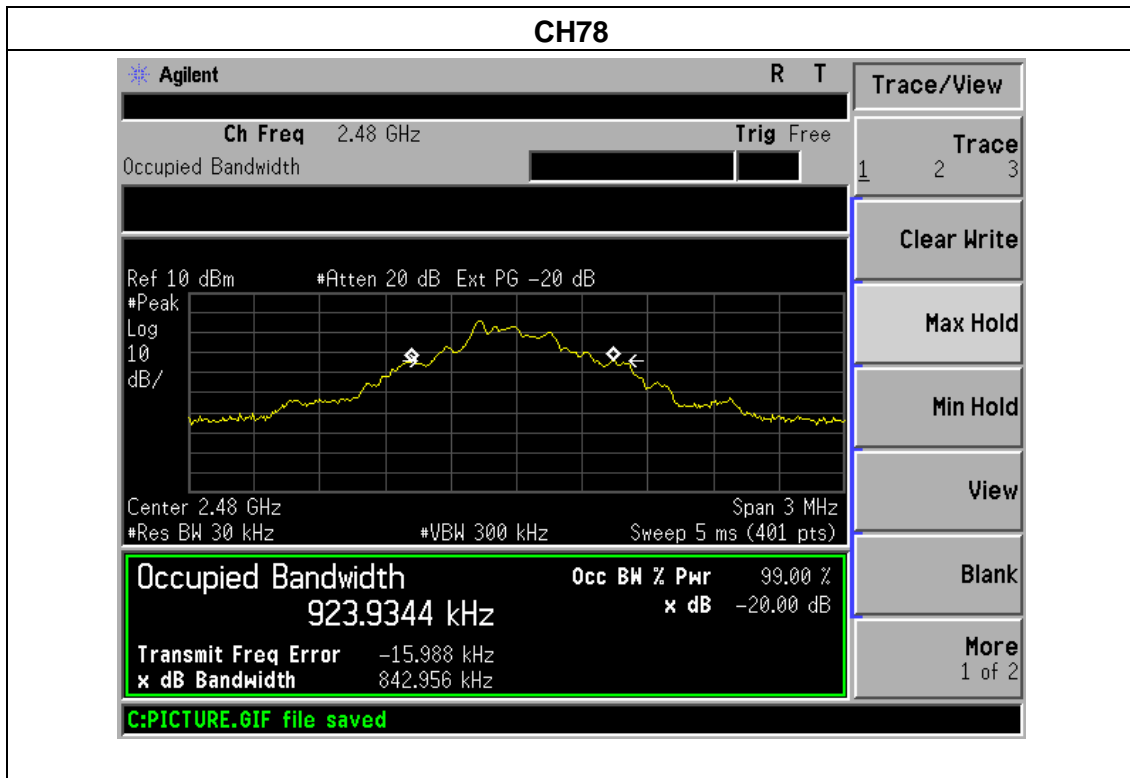 CH78
Agilent R T
Trace/View
Ch Freq 2.48 GHz Trig Free
Occupied Bandwidth
Trace
1 2 3
Clear Write
Ref 10 dBm #Atten 20 dB Ext PG −20 dB
#Peak
Log
10
dB/
Max Hold
Min Hold
View
Center 2.48 GHz Span 3 MHz
#Res BW 30 kHz #VBW 300 kHz Sweep 5 ms (401 pts)
Occupied Bandwidth Occ BW % Pwr 99.00 %
923.9344 kHz x dB −20.00 dB
Blank
Transmit Freq Error −15.988 kHz
x dB Bandwidth 842.956 kHz
More
1 of 2
C:PICTURE.GIF file saved